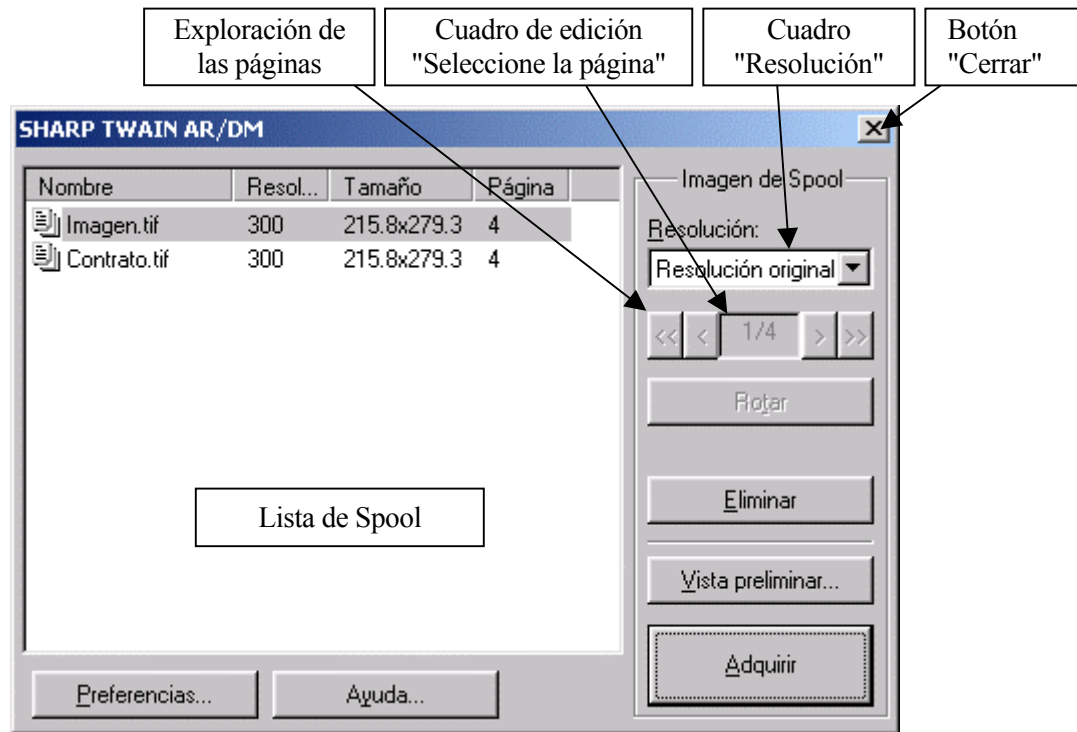 Exploración de
las páginas
Cuadro de edición
"Seleccione la página"
Cuadro
"Resolución"
Botón
"Cerrar"
SHARP TWAIN AR/DM
Nombre Resol... Tamaño Página
Imagen.tif 300 215.8x279.3 4
Contrato.tif 300 215.8x279.3 4
Lista de Spool
Imagen de Spool
Resolución:
Resolución original
<< < 1/4 > >>
Rotar
Eliminar
Vista preliminar...
Adquirir
Preferencias... Ayuda...